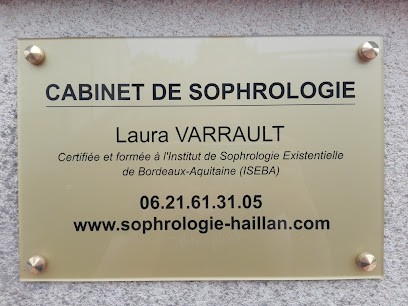 CABINET DE SOPHROLOGIE
Laura VARRAULT
Certifiée et formée à l'Institut de Sophrologie Existentielle
de Bordeaux-Aquitaine (ISEBA)
06.21.61.31.05
www.sophrologie-haillan.com